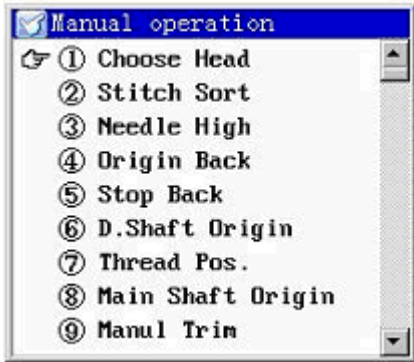 Manual operation
① Choose Head
② Stitch Sort
③ Needle High
④ Origin Back
⑤ Stop Back
⑥ D.Shaft Origin
⑦ Thread Pos.
⑧ Main Shaft Origin
⑨ Manul Trim